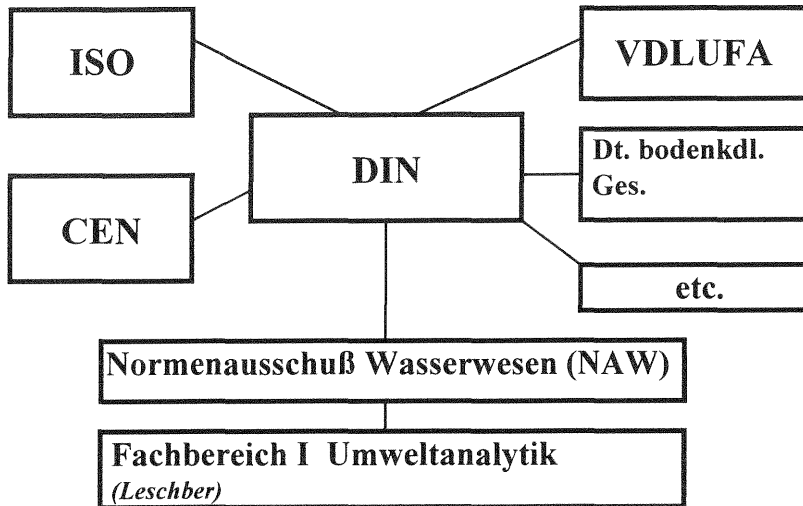 ISO
VDLUFA
DIN
Dt. bodenkdl.
Ges.
CEN
etc.
Normenausschuß Wasserwesen (NAW)
Fachbereich I Umweltanalytik
(Leschber)